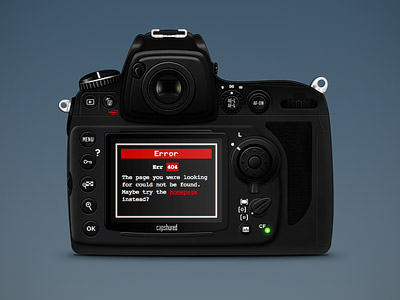 AE-L
AF-L
AF-ON
MENU
?
L
Error
Err 404
The page you were looking
for could not be found.
Maybe try the homepage
instead?
CF
OK
capshured